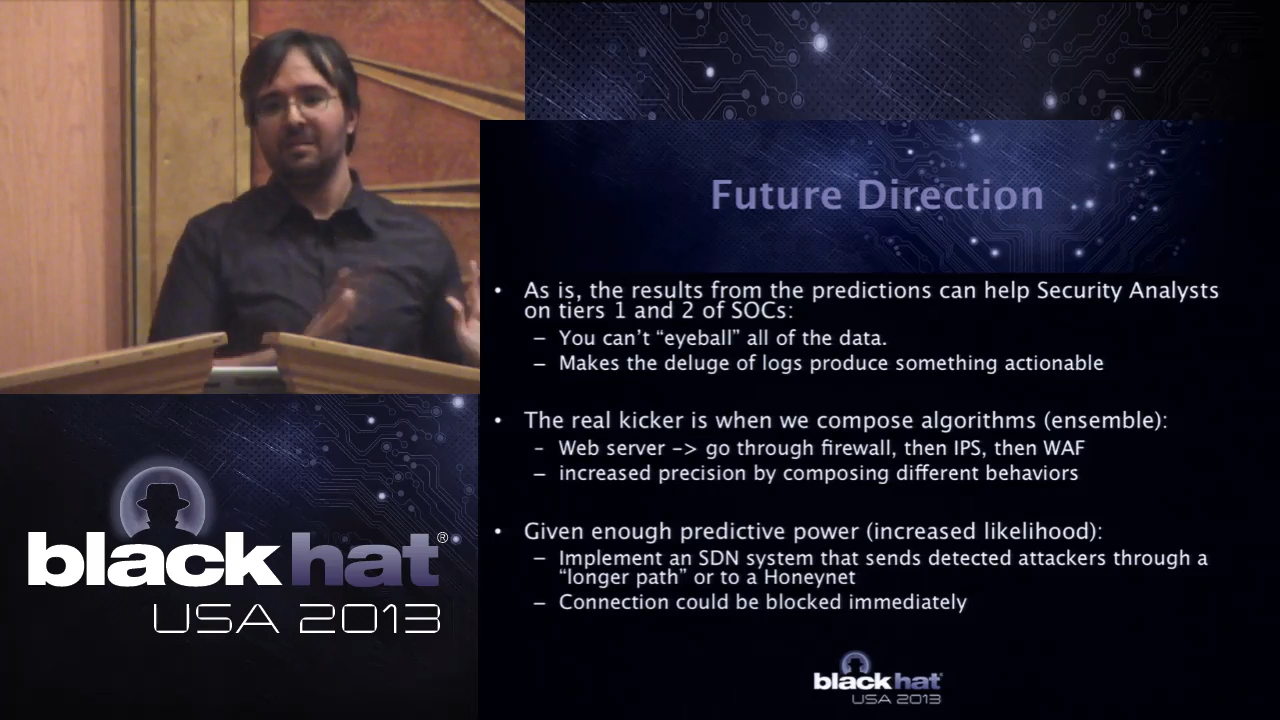 Future Direction
• As is, the results from the predictions can help Security Analysts
on tiers 1 and 2 of SOCs:
– You can't “eyeball” all of the data.
– Makes the deluge of logs produce something actionable
• The real kicker is when we compose algorithms (ensemble):
- Web server -> go through firewall, then IPS, then WAF
– increased precision by composing different behaviors
• Given enough predictive power (increased likelihood):
– Implement an SDN system that sends detected attackers through a
“longer path” or to a Honeynet
– Connection could be blocked immediately
black hat®
USA 2013
black hat
USA 2013